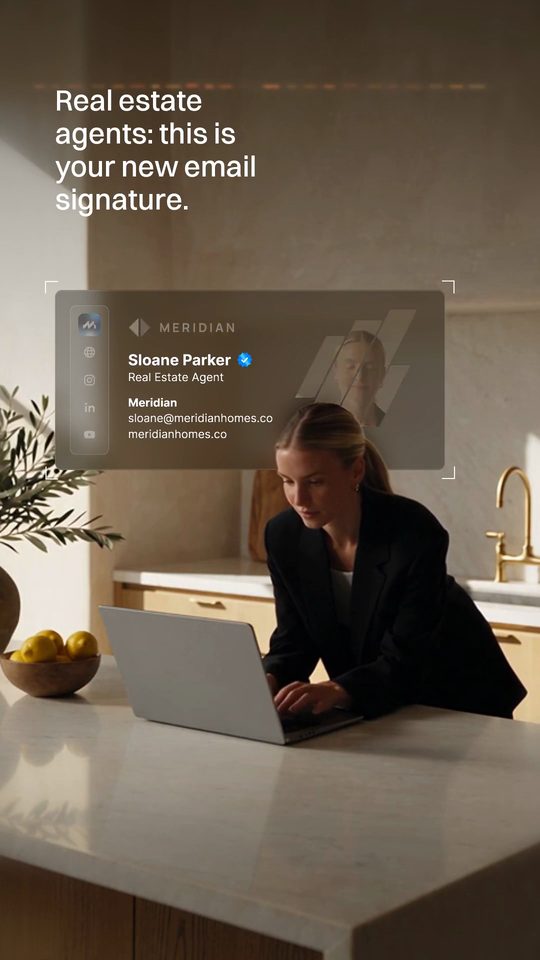 Real estate
agents: this is
your new email
signature.
MERIDIAN
Sloane Parker
Real Estate Agent
Meridian
sloane@meridianhomes.co
meridianhomes.co
in